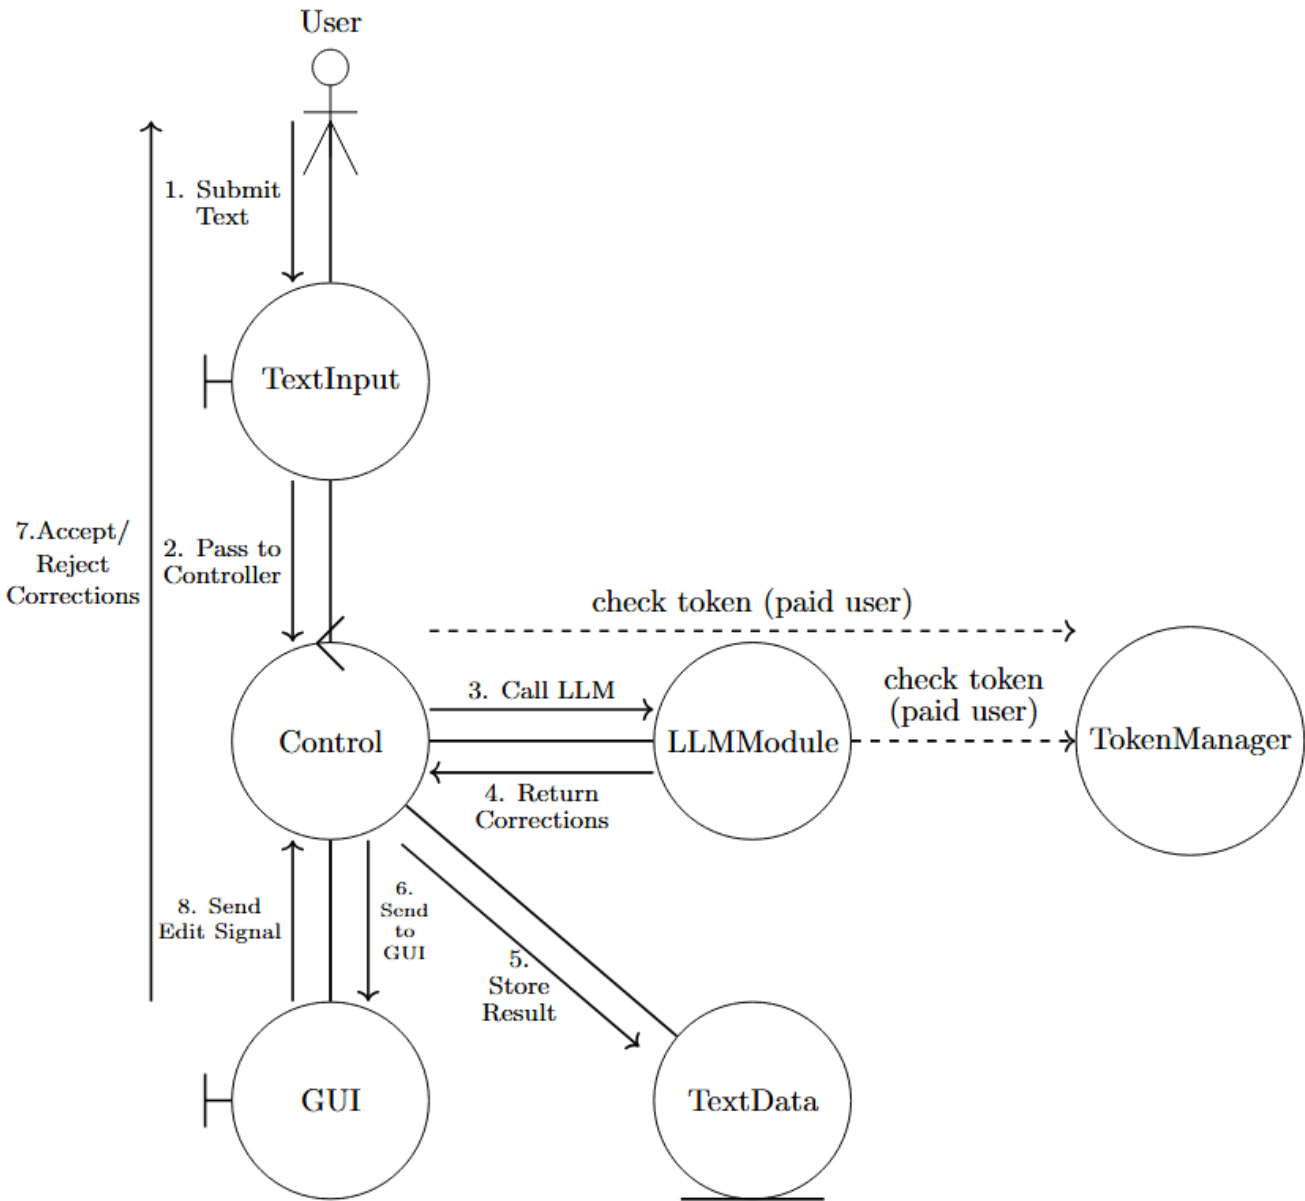 User
1. Submit
Text
TextInput
7.Accept/
Reject
Corrections
2. Pass to
Controller
check token (paid user)
3. Call LLM
check token
(paid user)
Control
LLMModule
TokenManager
4. Return
Corrections
8. Send
Edit Signal
6.
Send
to
GUI
5.
Store
Result
GUI
TextData